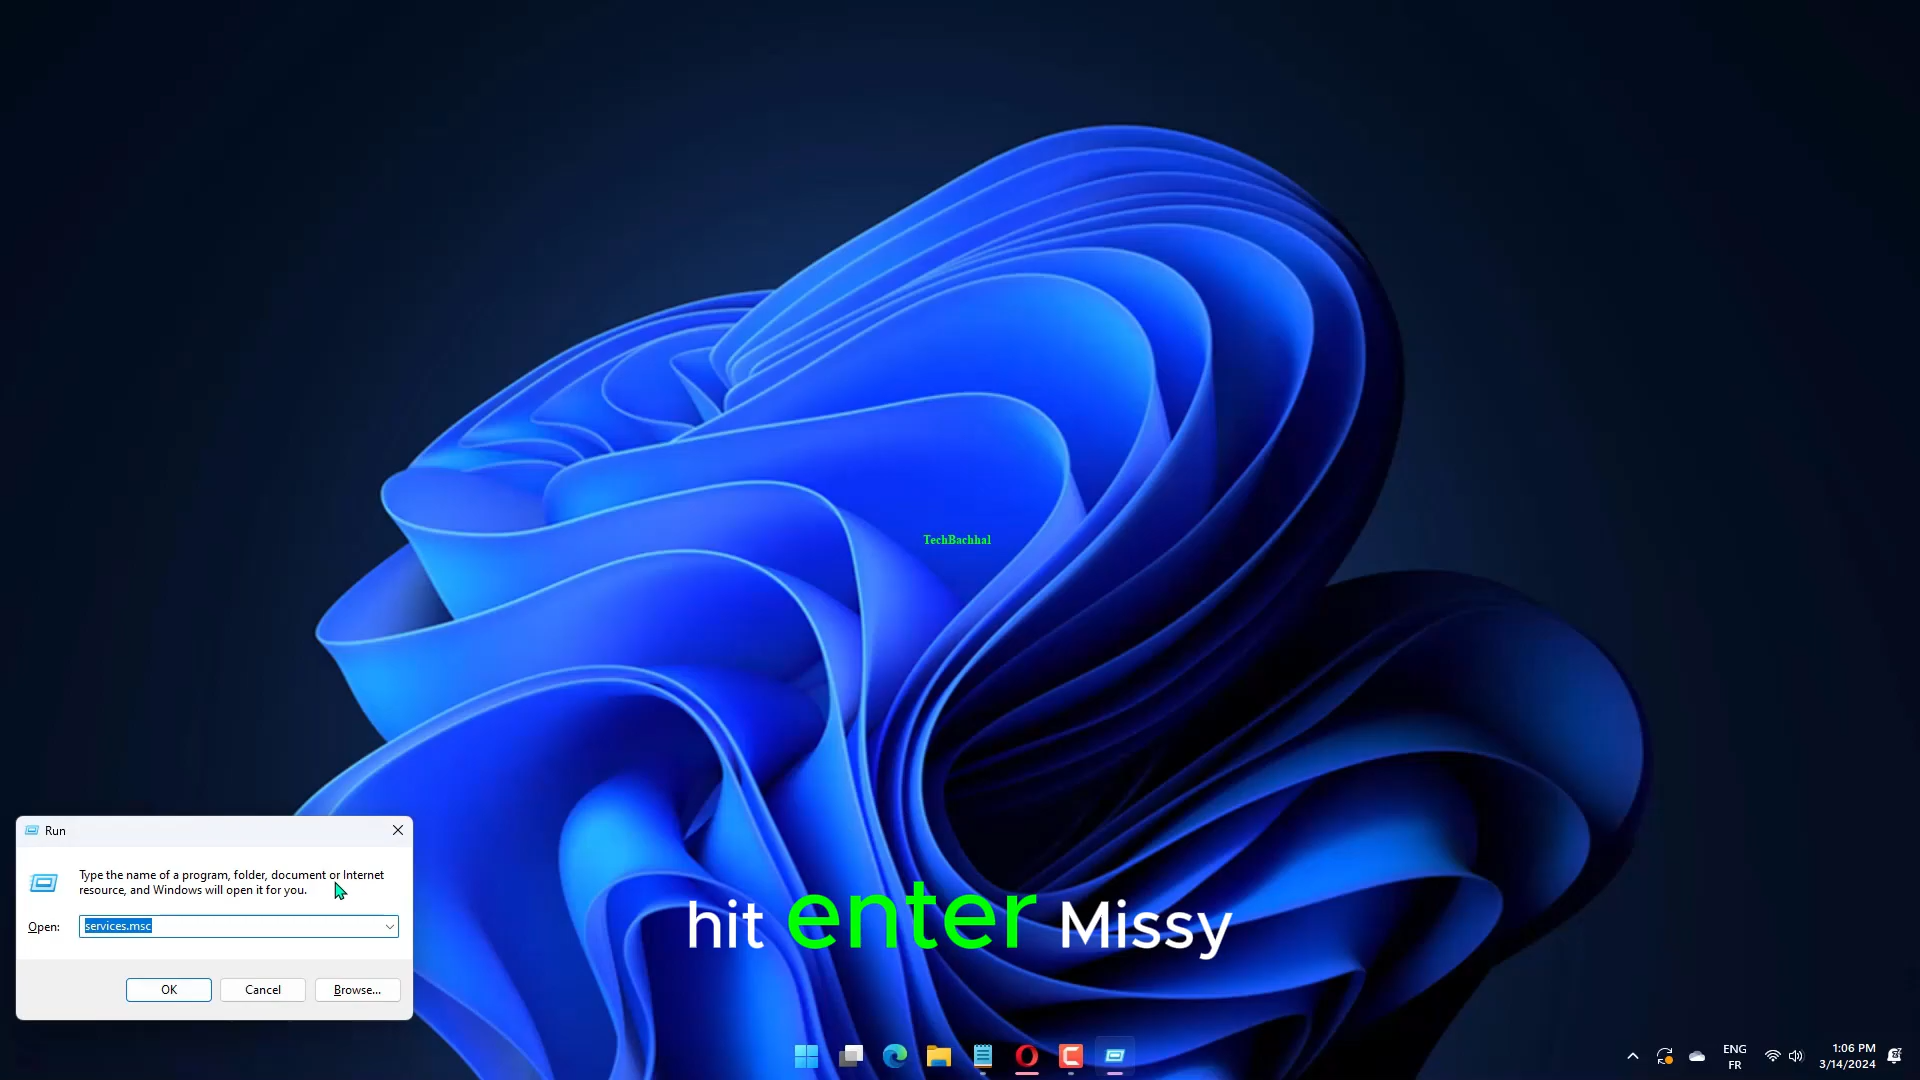 TechBachhal
Run
Type the name of a program, folder, document or Internet
resource, and Windows will open it for you.
Open: services.msc
hit enter Missy
OK Cancel Browse...
ENG
FR
1:06 PM
3/14/2024